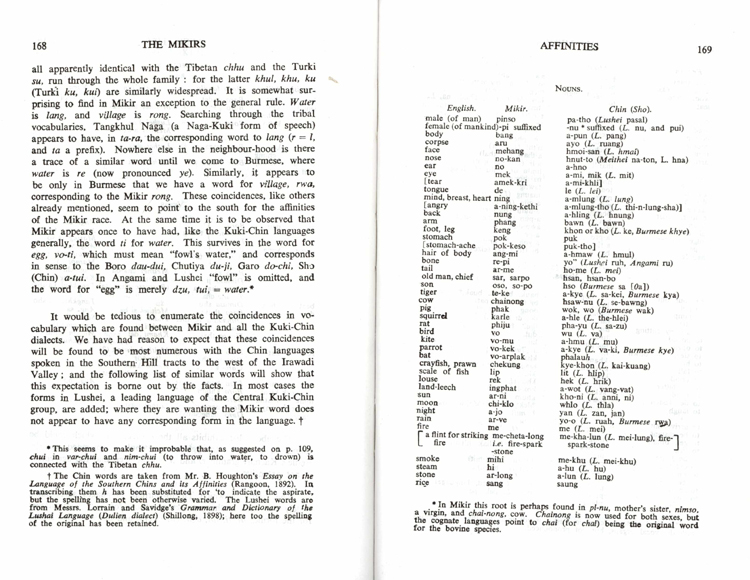 168
THE MIKIRS
all apparently identical with the Tibetan chhu and the Turki
su, run through the whole family : for the latter khul, khu, ku
(Turki ku, kui) are similarly widespread. It is somewhat sur-
prising to find in Mikir an exception to the general rule. Water
is lang, and village is rong. Searching through the tribal
vocabularies, Tangkhul Naga (a Naga-Kuki form of speech)
appears to have, in ta-ra, the corresponding word to lang (r = l,
and ta a prefix). Nowhere else in the neighbour-hood is there
a trace of a similar word until we come to Burmese, where
water is re (now pronounced ye). Similarly, it appears to
be only in Burmese that we have a word for village, rwa,
corresponding to the Mikir rong. These coincidences, like others
already mentioned, seem to point to the south for the affinities
of the Mikir race. At the same time it is to be observed that
Mikir appears once to have had, like the Kuki-Chin languages
generally, the word ti for water. This survives in the word for
egg, vo-ti, which must mean "fowl's water," and corresponds
in sense to the Boro dau-dui, Chutiya du-ji, Garo do-chi, Sho
(Chin) a-tui. In Angami and Lushei "fowl" is omitted, and
the word for "egg" is merely dzu, tui, = water.*
It would be tedious to enumerate the coincidences in vo-
cabulary which are found between Mikir and all the Kuki-Chin
dialects. We have had reason to expect that these coincidences
will be found to be most numerous with the Chin languages
spoken in the Southern Hill tracts to the west of the Irawadi
Valley ; and the following list of similar words will show that
this expectation is borne out by the facts. In most cases the
forms in Lushei, a leading language of the Central Kuki-Chin
group, are added; where they are wanting the Mikir word does
not appear to have any corresponding form in the language. †
* This seems to make it improbable that, as suggested on p. 109,
chui in var-chui and nim-chui (to throw into water, to drown) is
connected with the Tibetan chhu.
† The Chin words are taken from Mr. B. Houghton's Essay on the
Language of the Southern Chins and its Affinities (Rangoon, 1892). In
transcribing them h has been substituted for 'to indicate the aspirate,
but the spelling has not been otherwise varied. The Lushei words are
from Messrs. Lorrain and Savidge's Grammar and Dictionary of the
Lushai Language (Dulien dialect) (Shillong, 1898); here too the spelling
of the original has been retained.
AFFINITIES
169
NOUNS.
English. Mikir. Chin (Sho).
male (of man) pinso pa-tho (Lushei pasal)
female (of mankind)-pi suffixed -nu * suffixed (L. nu, and pui)
body bang a-pun (L. pang)
corpse aru ayo (L. ruang)
face mehang hmoi-san (L. hmai)
nose no-kan hnut-to (Meithei na-ton, L. hna)
ear no a-hno
eye mek a-mi, mik (L. mit)
[tear amek-kri a-mi-khli]
tongue de le (L. lei)
mind, breast, heart ning a-mlung (L. lung)
[angry a-ning-kethi a-mlung-tho (L. thi-n-lung-sha)]
back nung a-hling (L. hnung)
arm phang bawn (L. bawn)
foot, leg keng khon or kho (L. ke, Burmese khye)
stomach pok puk
[stomach-ache pok-keso puk-tho]
hair of body ang-mi a-hmaw (L. hmul)
bone re-pi yo" (Lushei ruh, Angami ru)
tail ar-me ho-me (L. mei)
old man, chief sar, sarpo hsan, hsan-bo
son oso, so-po hso (Burmese sa [θa])
tiger te-ke a-kye (L. sa-kei, Burmese kya)
cow chainong hsaw-nu (L. se-bawng)
pig phak wok, wo (Burmese wak)
squirrel karle a-hle (L. the-hlei)
rat phiju pha-yu (L. sa-zu)
bird vo wu (L. va)
kite vo-mu a-hmu (L. mu)
parrot vo-kek a-kye (L. va-ki, Burmese kye)
bat vo-arplak phalauh
crayfish, prawn chekung kye-khon (L. kai-kuang)
scale of fish lip lit (L. hlip)
louse rek hek (L. hrik)
land-leech ingphat a-wot (L. vang-vat)
sun ar-ni kho-ni (L. anni, ni)
moon chi-klo whlo (L. thla)
night a-jo yan (L. zan, jan)
rain ar-ve yo-o (L. ruah, Burmese rwa)
fire me me (L. mei)
[a flint for striking me-cheta-long me-kha-lun (L. mei-lung), fire-]
fire i.e. fire-spark spark-stone
-stone
smoke mihi me-khu (L. mei-khu)
steam hi a-hu (L. hu)
stone ar-long a-lun (L. lung)
rice sang saung
* In Mikir this root is perhaps found in pi-nu, mother's sister, nimso,
a virgin, and chai-nong, cow. Chainong is now used for both sexes, but
the cognate languages point to chai (for chal) being the original word
for the bovine species.